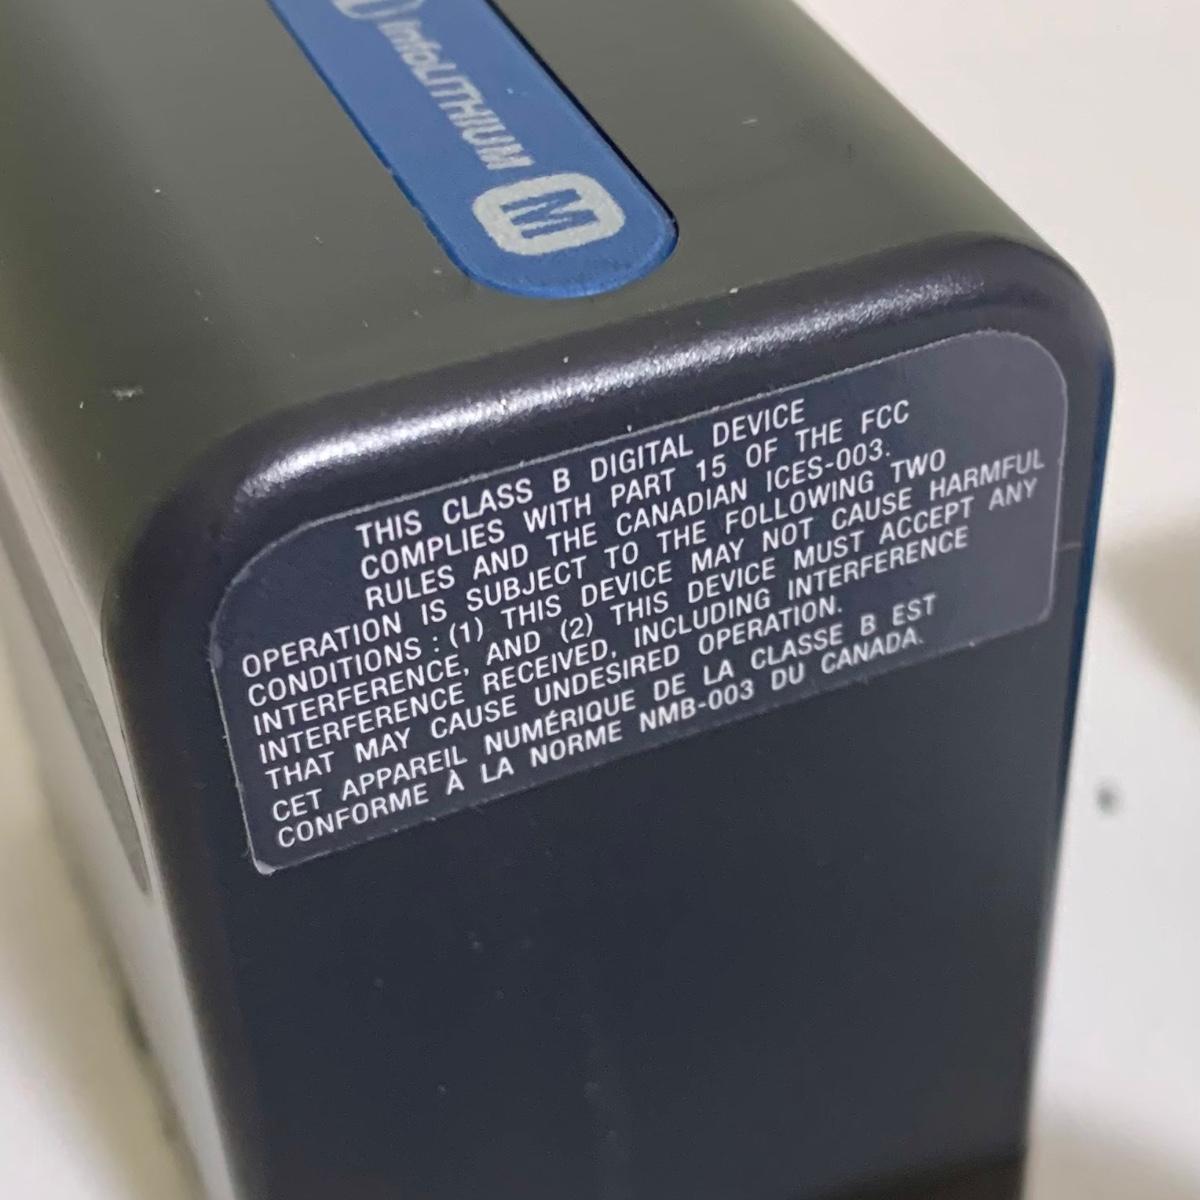 InfoLITHIUM M
THIS CLASS B DIGITAL DEVICE
COMPLIES WITH PART 15 OF THE FCC
RULES AND THE CANADIAN ICES-003.
OPERATION IS SUBJECT TO THE FOLLOWING TWO
CONDITIONS : (1) THIS DEVICE MAY NOT CAUSE HARMFUL
INTERFERENCE, AND (2) THIS DEVICE MUST ACCEPT ANY
INTERFERENCE RECEIVED, INCLUDING INTERFERENCE
THAT MAY CAUSE UNDESIRED OPERATION.
CET APPAREIL NUMÉRIQUE DE LA CLASSE B EST
CONFORME À LA NORME NMB-003 DU CANADA.